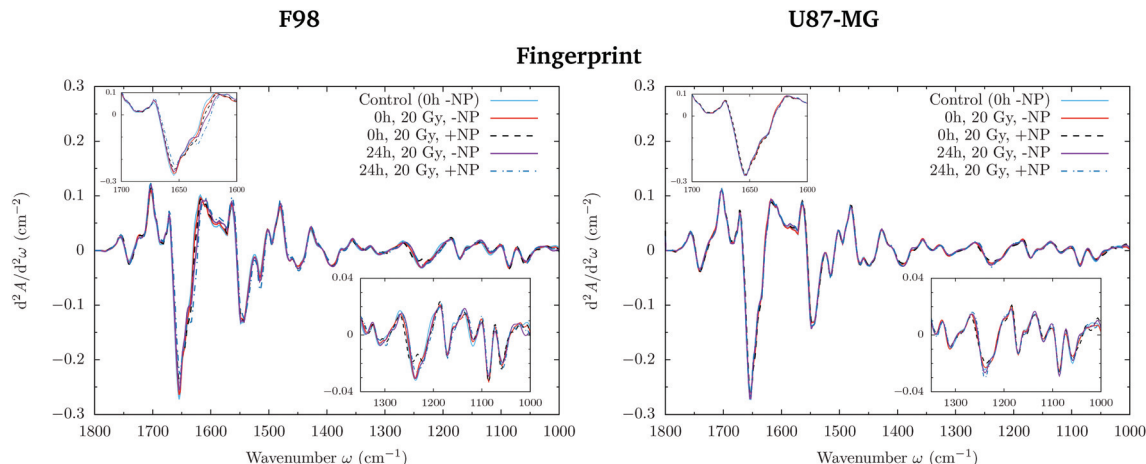 F98
U87-MG
Fingerprint
0.3
0.2
0.1
0
−0.1
−0.2
−0.3
d²A/d²ω (cm⁻²)
1800 1700 1600 1500 1400 1300 1200 1100 1000
Wavenumber ω (cm⁻¹)
Control (0h -NP)
0h, 20 Gy, -NP
0h, 20 Gy, +NP
24h, 20 Gy, -NP
24h, 20 Gy, +NP
0.1
0
−0.3
1700 1650 1600
0.04
0
−0.04
1300 1200 1100 1000
0.3
0.2
0.1
0
−0.1
−0.2
−0.3
d²A/d²ω (cm⁻²)
1800 1700 1600 1500 1400 1300 1200 1100 1000
Wavenumber ω (cm⁻¹)
Control (0h -NP)
0h, 20 Gy, -NP
0h, 20 Gy, +NP
24h, 20 Gy, -NP
24h, 20 Gy, +NP
0.1
0
−0.3
1700 1650 1600
0.04
0
−0.04
1300 1200 1100 1000